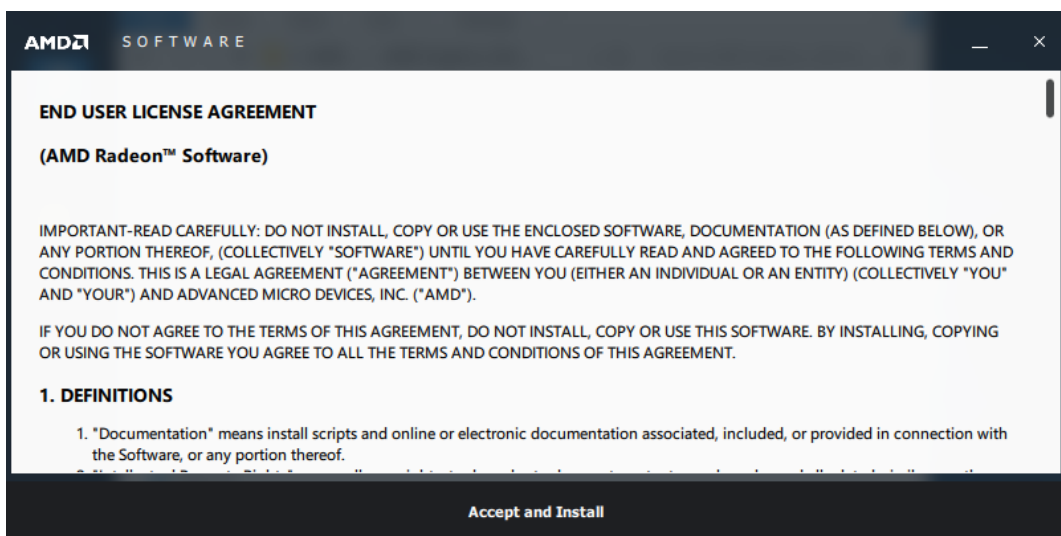 AMD SOFTWARE
END USER LICENSE AGREEMENT
(AMD Radeon™ Software)
IMPORTANT-READ CAREFULLY: DO NOT INSTALL, COPY OR USE THE ENCLOSED SOFTWARE, DOCUMENTATION (AS DEFINED BELOW), OR
ANY PORTION THEREOF, (COLLECTIVELY "SOFTWARE") UNTIL YOU HAVE CAREFULLY READ AND AGREED TO THE FOLLOWING TERMS AND
CONDITIONS. THIS IS A LEGAL AGREEMENT ("AGREEMENT") BETWEEN YOU (EITHER AN INDIVIDUAL OR AN ENTITY) (COLLECTIVELY "YOU"
AND "YOUR") AND ADVANCED MICRO DEVICES, INC. ("AMD").
IF YOU DO NOT AGREE TO THE TERMS OF THIS AGREEMENT, DO NOT INSTALL, COPY OR USE THIS SOFTWARE. BY INSTALLING, COPYING
OR USING THE SOFTWARE YOU AGREE TO ALL THE TERMS AND CONDITIONS OF THIS AGREEMENT.
1. DEFINITIONS
1. "Documentation" means install scripts and online or electronic documentation associated, included, or provided in connection with
the Software, or any portion thereof.
Accept and Install